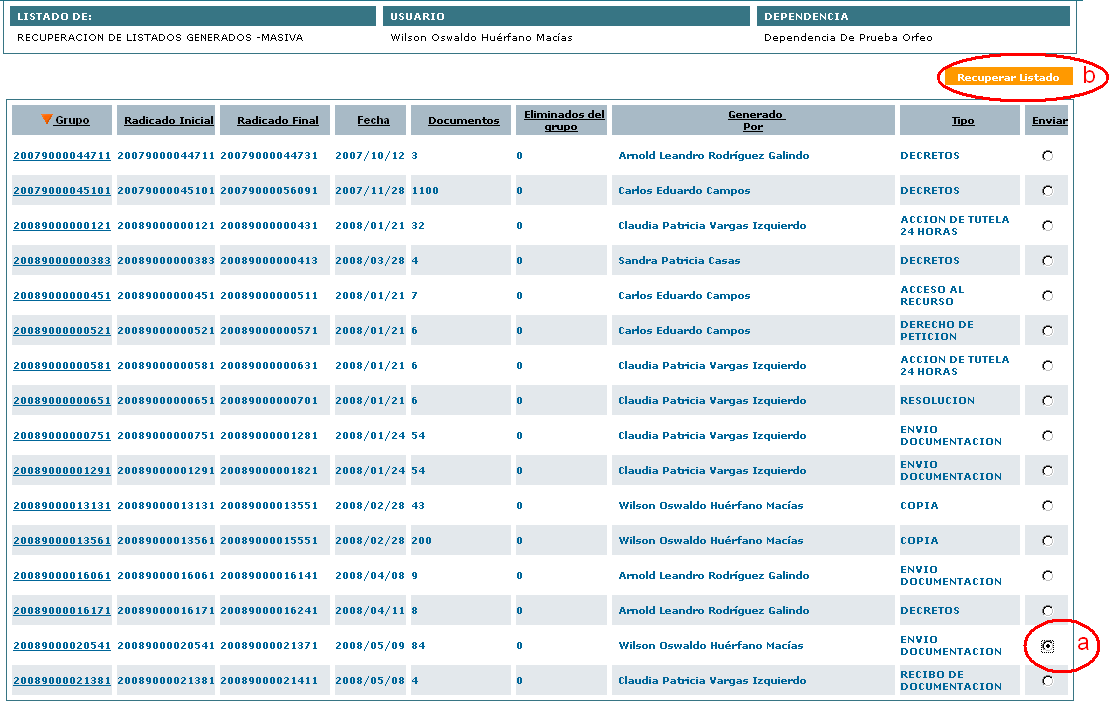 LISTADO DE: USUARIO DEPENDENCIA
RECUPERACION DE LISTADOS GENERADOS -MASIVA Wilson Oswaldo Huérfano Macías Dependencia De Prueba Orfeo
Recuperar Listado b
Grupo Radicado Inicial Radicado Final Fecha Documentos Eliminados del grupo Generado Por Tipo Enviar
20079000044711 20079000044711 20079000044731 2007/10/12 3 0 Arnold Leandro Rodríguez Galindo DECRETOS
20079000045101 20079000045101 20079000056091 2007/11/28 1100 0 Carlos Eduardo Campos DECRETOS
20089000000121 20089000000121 20089000000431 2008/01/21 32 0 Claudia Patricia Vargas Izquierdo ACCION DE TUTELA 24 HORAS
20089000000383 20089000000383 20089000000413 2008/03/28 4 0 Sandra Patricia Casas DECRETOS
20089000000451 20089000000451 20089000000511 2008/01/21 7 0 Carlos Eduardo Campos ACCESO AL RECURSO
20089000000521 20089000000521 20089000000571 2008/01/21 6 0 Carlos Eduardo Campos DERECHO DE PETICION
20089000000581 20089000000581 20089000000631 2008/01/21 6 0 Claudia Patricia Vargas Izquierdo ACCION DE TUTELA 24 HORAS
20089000000651 20089000000651 20089000000701 2008/01/21 6 0 Claudia Patricia Vargas Izquierdo RESOLUCION
20089000000751 20089000000751 20089000001281 2008/01/24 54 0 Claudia Patricia Vargas Izquierdo ENVIO DOCUMENTACION
20089000001291 20089000001291 20089000001821 2008/01/24 54 0 Claudia Patricia Vargas Izquierdo ENVIO DOCUMENTACION
20089000013131 20089000013131 20089000013551 2008/02/28 43 0 Wilson Oswaldo Huérfano Macías COPIA
20089000013561 20089000013561 20089000015551 2008/02/28 200 0 Wilson Oswaldo Huérfano Macías COPIA
20089000016061 20089000016061 20089000016141 2008/04/08 9 0 Arnold Leandro Rodríguez Galindo ENVIO DOCUMENTACION
20089000016171 20089000016171 20089000016241 2008/04/11 8 0 Arnold Leandro Rodríguez Galindo DECRETOS
20089000020541 20089000020541 20089000021371 2008/05/09 84 0 Wilson Oswaldo Huérfano Macías ENVIO DOCUMENTACION a
20089000021381 20089000021381 20089000021411 2008/05/08 4 0 Claudia Patricia Vargas Izquierdo RECIBO DE DOCUMENTACION